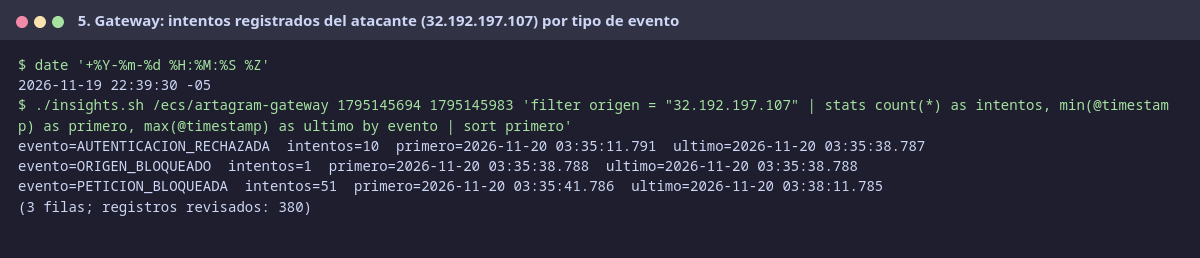 5. Gateway: intentos registrados del atacante (32.192.197.107) por tipo de evento
$ date '+%Y-%m-%d %H:%M:%S %Z'
2026-11-19 22:39:30 -05
$ ./insights.sh /ecs/artagram-gateway 1795145694 1795145983 'filter origen = "32.192.197.107" | stats count(*) as intentos, min(@timestam
p) as primero, max(@timestamp) as ultimo by evento | sort primero'
evento=AUTENTICACION_RECHAZADA  intentos=10  primero=2026-11-20 03:35:11.791  ultimo=2026-11-20 03:35:38.787
evento=ORIGEN_BLOQUEADO  intentos=1  primero=2026-11-20 03:35:38.788  ultimo=2026-11-20 03:35:38.788
evento=PETICION_BLOQUEADA  intentos=51  primero=2026-11-20 03:35:41.786  ultimo=2026-11-20 03:38:11.785
(3 filas; registros revisados: 380)